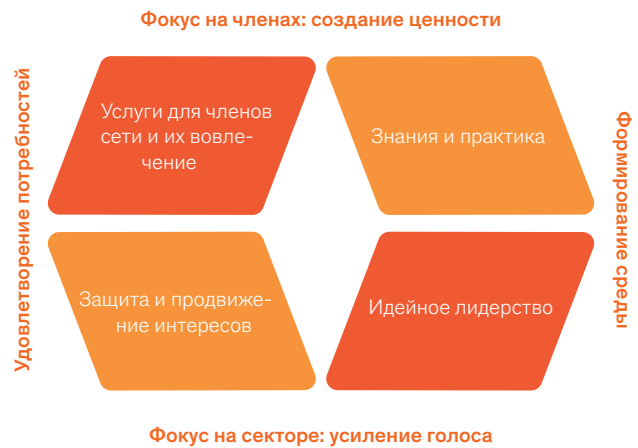 Фокус на членах: создание ценности
Удовлетворение потребностей
Услуги для членов
сети и их вовле-
чение
Знания и практика
Формирование среды
Защита и продвиже-
ние интересов
Идейное лидерство
Фокус на секторе: усиление голоса